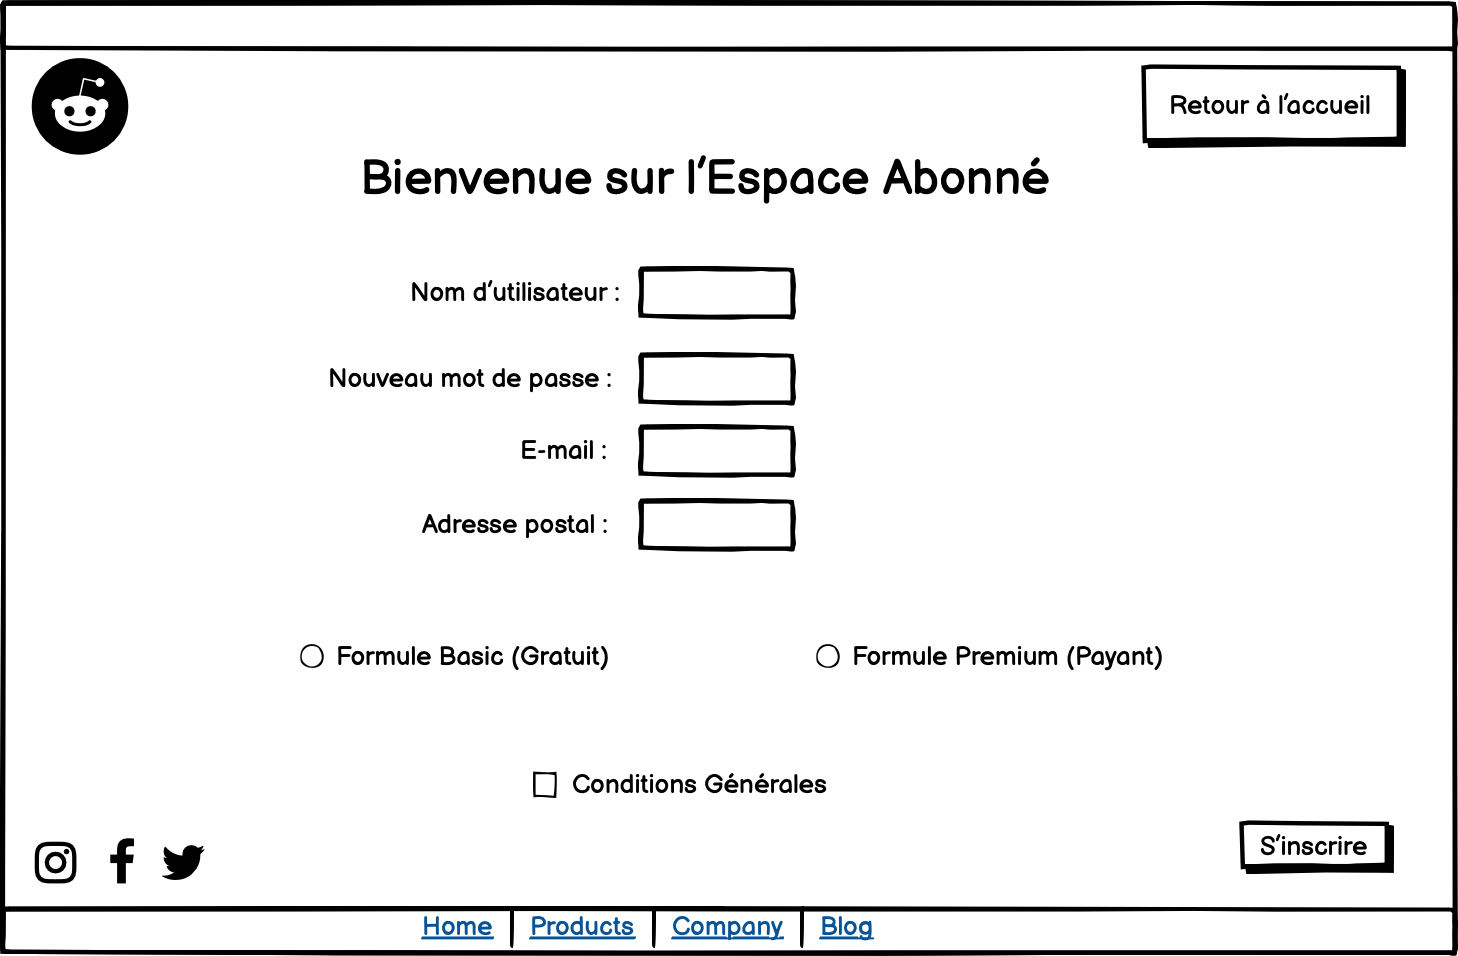 Retour à l'accueil
Bienvenue sur l'Espace Abonné
Nom d'utilisateur :
Nouveau mot de passe :
E-mail :
Adresse postal :
Formule Basic (Gratuit)
Formule Premium (Payant)
Conditions Générales
S'inscrire
Home Products Company Blog